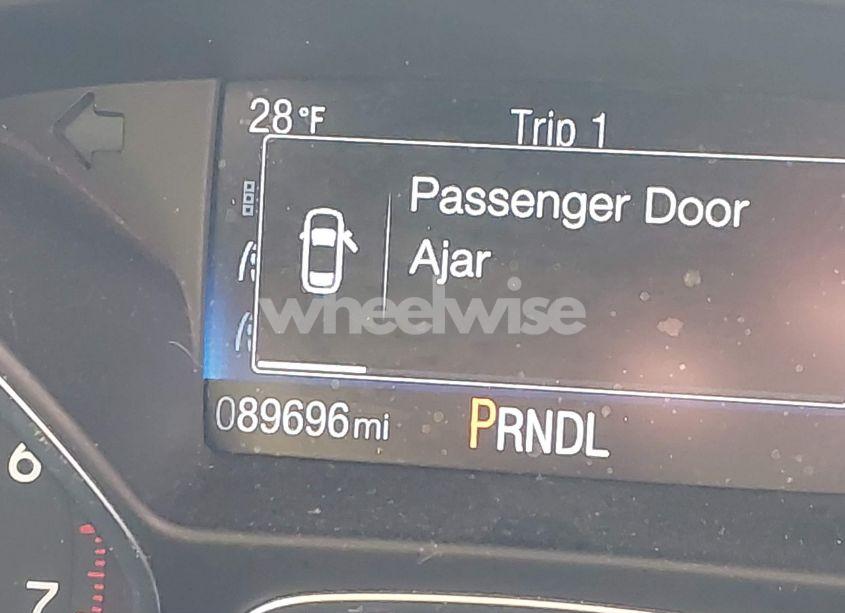 28°F
Trip 1
Passenger Door
Ajar
wheelwise
089696mi
PRNDL
6
7